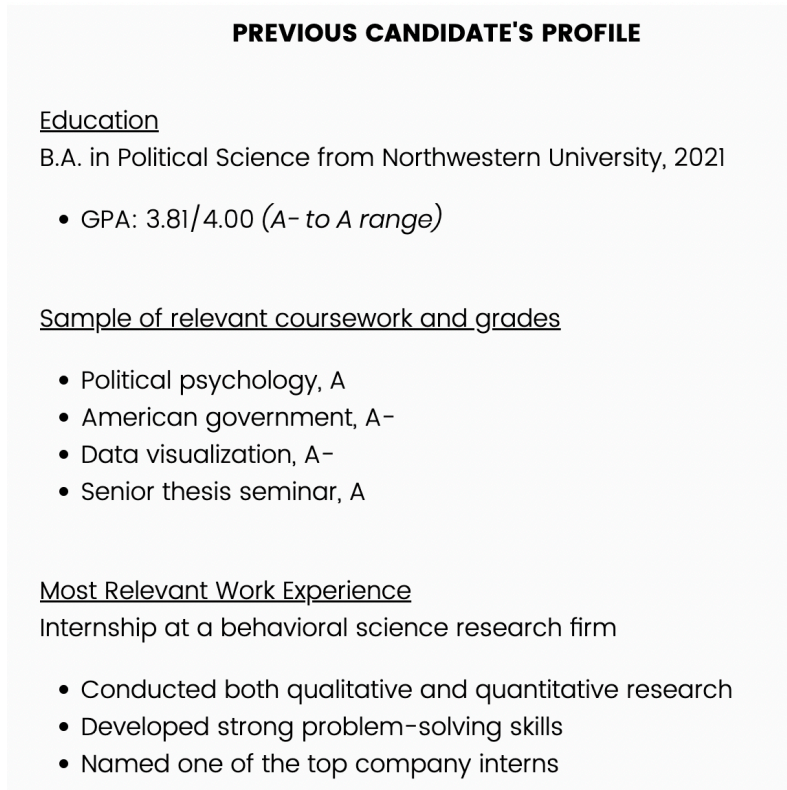 PREVIOUS CANDIDATE'S PROFILE
Education
B.A. in Political Science from Northwestern University, 2021
• GPA: 3.81/4.00 (A- to A range)
Sample of relevant coursework and grades
• Political psychology, A
• American government, A-
• Data visualization, A-
• Senior thesis seminar, A
Most Relevant Work Experience
Internship at a behavioral science research firm
• Conducted both qualitative and quantitative research
• Developed strong problem-solving skills
• Named one of the top company interns